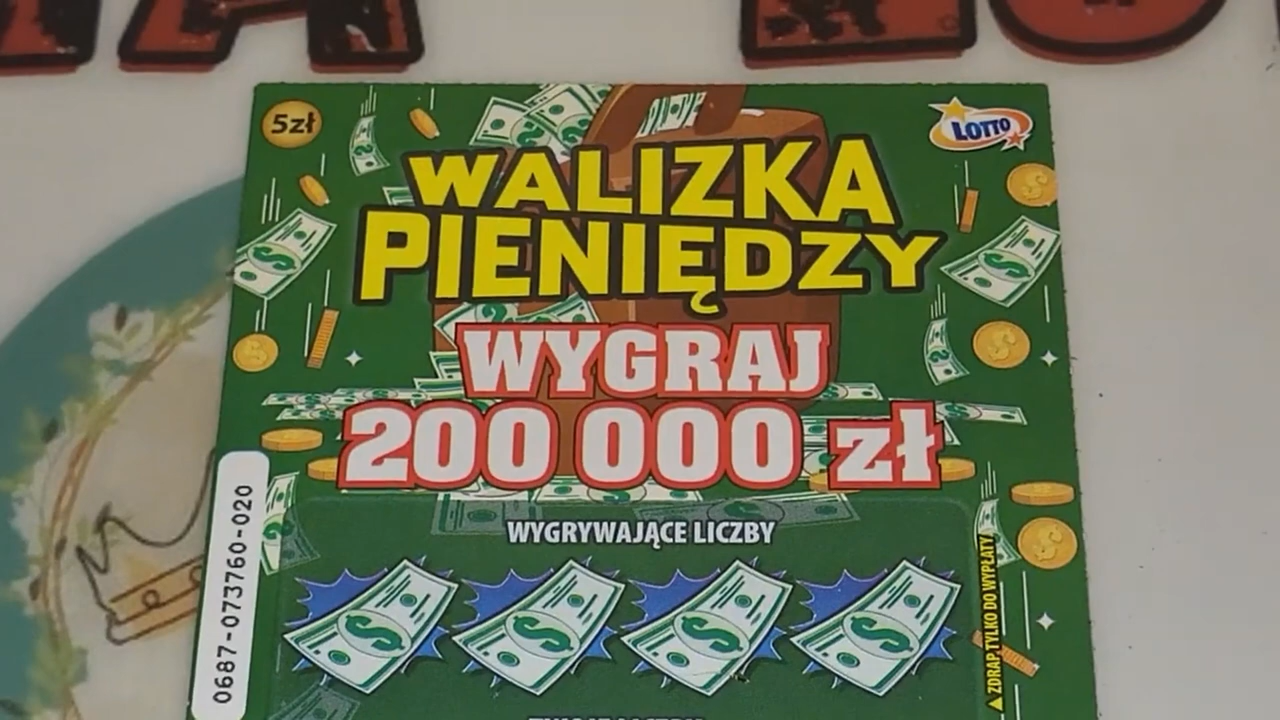 5zł
LOTTO
WALIZKA
PIENIĘDZY
WYGRAJ
200 000 zł
WYGRYWAJĄCE LICZBY
0687-073760-020
ZDRAP TYLKO DO WYPŁATY